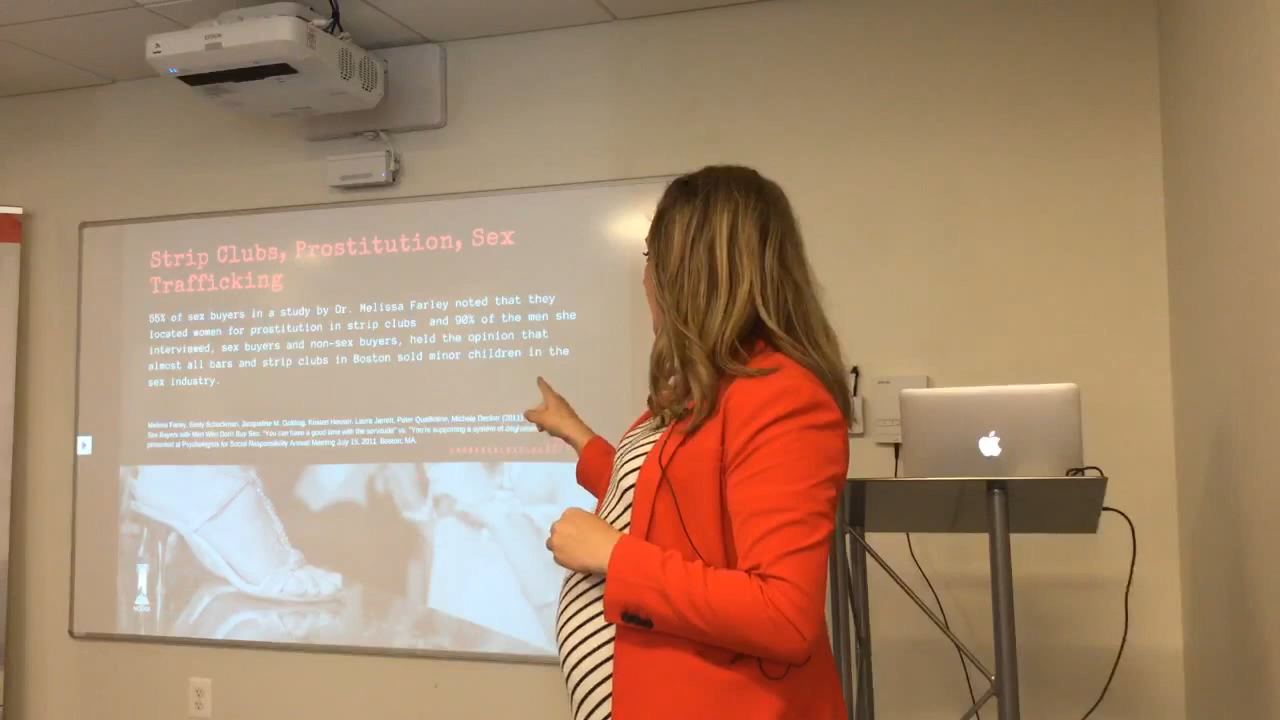 EPSON
Strip Clubs, Prostitution, Sex
Trafficking
55% of sex buyers in a study by Dr. Melissa Farley noted that they
located women for prostitution in strip clubs and 90% of the men she
interviewed, sex buyers and non-sex buyers, held the opinion that
almost all bars and strip clubs in Boston sold minor children in the
sex industry.
Melissa Farley, Emily Schuckman, Jacqueline M. Golding, Kristen Houser, Laura Jarrett, Peter Qualliotine, Michele Decker (2011)
Sex Buyers with Men Who Don't Buy Sex: "You can have a good time with the servitude" vs. "You're supporting a system of
presented at Psychologists for Social Responsibility Annual Meeting July 15, 2011. Boston, MA.